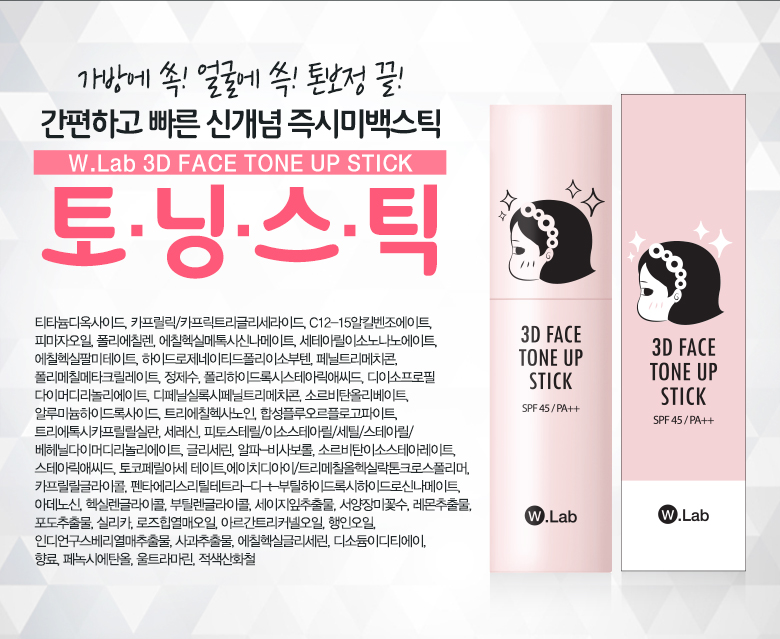 가방에 쏙! 얼굴에 쓱! 톤보정 끝!
간편하고 빠른 신개념 즉시미백스틱
W.Lab 3D FACE TONE UP STICK
토·닝·스·틱
티타늄디옥사이드, 카프릴릭/카프릭트리글리세라이드, C12-15알킬벤조에이트,
피마자오일, 폴리에칠렌, 에칠헥실메톡시신나메이트, 세테아릴이소노나노에이트,
에칠헥실팔미테이트, 하이드로제네이티드폴리이소부텐, 페닐트리메치콘,
폴리메칠메타크릴레이트, 정제수, 폴리하이드록시스테아릭애씨드, 디이소프로필
다이머디리놀리에이트, 디페닐실록시페닐트리메치콘, 소르비탄올리베이트,
알루미늄하이드록사이드, 트리에칠헥사노인, 합성플루오르플로고파이트,
트리에톡시카프릴릴실란, 세레신, 피토스테릴/이소스테아릴/세틸/스테아릴/
베헤닐다이머디리놀리에이트, 글리세린, 알파-비사보롤, 소르비탄이소스테아레이트,
스테아릭애씨드, 토코페릴아세 테이트,에이치디아이/트리메칠올헥실락톤크로스폴리머,
카프릴릴글라이콜, 펜타에리스리틸테트라-디-t-부틸하이드록시하이드로신나메이트,
아데노신, 헥실렌글라이콜, 부틸렌글라이콜, 세이지잎추출물, 서양장미꽃수, 레몬추출물,
포도추출물, 실리카, 로즈힙열매오일, 아르간트리커넬오일, 행인오일,
인디언구스베리열매추출물, 사과추출물, 에칠헥실글리세린, 디소듐이디티에이,
향료, 페녹시에탄올, 울트라마린, 적색산화철
3D FACE
TONE UP
STICK
SPF 45 / PA++
W.Lab
3D FACE
TONE UP
STICK
SPF 45 / PA++
W.Lab